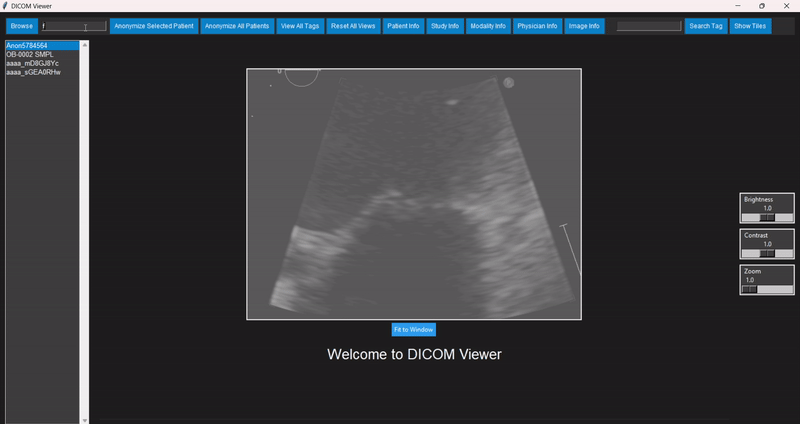 DICOM Viewer
Browse
Anonymize Selected Patient
Anonymize All Patients
View All Tags
Reset All Views
Patient Info
Study Info
Modality Info
Physician Info
Image Info
Search Tag
Show Tiles
Anon5784564
OB-0002 SMPL
aaaa_mD8GJ8Yc
aaaa_sGEA0RHw
Brightness
1.0
Contrast
1.0
Zoom
1.0
Fit to Window
Welcome to DICOM Viewer